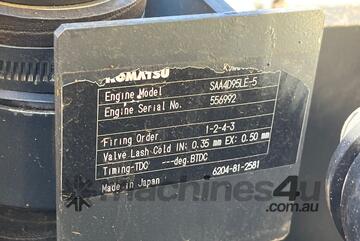 KOMATSU
Engine Model SAA4D95LE-5
Engine Serial No. 556992
Firing Order 1-2-4-3
Valve Lash Cold IN: 0.35 mm EX: 0.50 mm
Timing-TDC ---deg.BTDC 6204-81-2581
Made in Japan
machines4u
.com.au